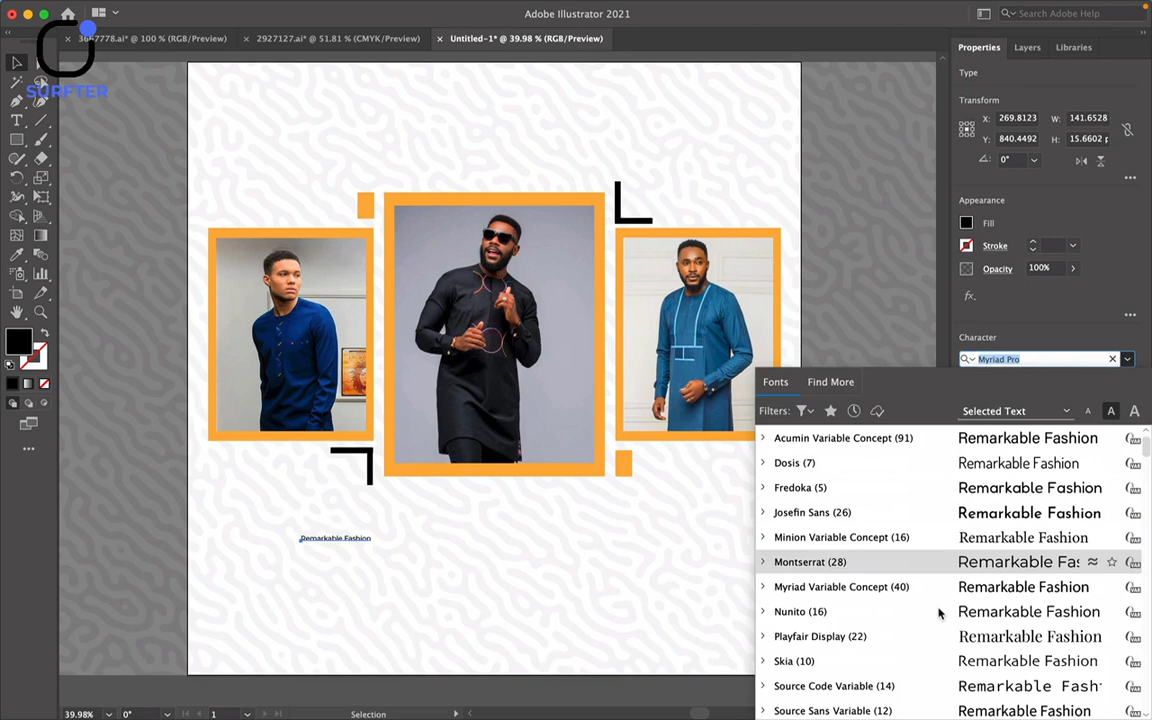 Adobe Illustrator 2021
Search Adobe Help
3667778.ai* @ 100 % (RGB/Preview)
2927127.ai* @ 51.81 % (CMYK/Preview)
Untitled-1* @ 39.98 % (RGB/Preview)
SURFTER
Properties
Layers
Libraries
Type
Transform
X: 269.8123
W: 141.6528
Y: 840.4492
H: 15.6602 p
0°
Appearance
Fill
Stroke
Opacity
100%
fx.
Character
Myriad Pro
Fonts
Find More
Filters:
Selected Text
A A A
Acumin Variable Concept (91)
Remarkable Fashion
Dosis (7)
Remarkable Fashion
Fredoka (5)
Remarkable Fashion
Josefin Sans (26)
Remarkable Fashion
Minion Variable Concept (16)
Remarkable Fashion
Montserrat (28)
Remarkable Fas
Myriad Variable Concept (40)
Remarkable Fashion
Nunito (16)
Remarkable Fashion
Playfair Display (22)
Remarkable Fashion
Skia (10)
Remarkable Fashion
Source Code Variable (14)
Remarkable Fash
Source Sans Variable (12)
Remarkable Fashion
Remarkable Fashion
39.98%
0°
1
Selection